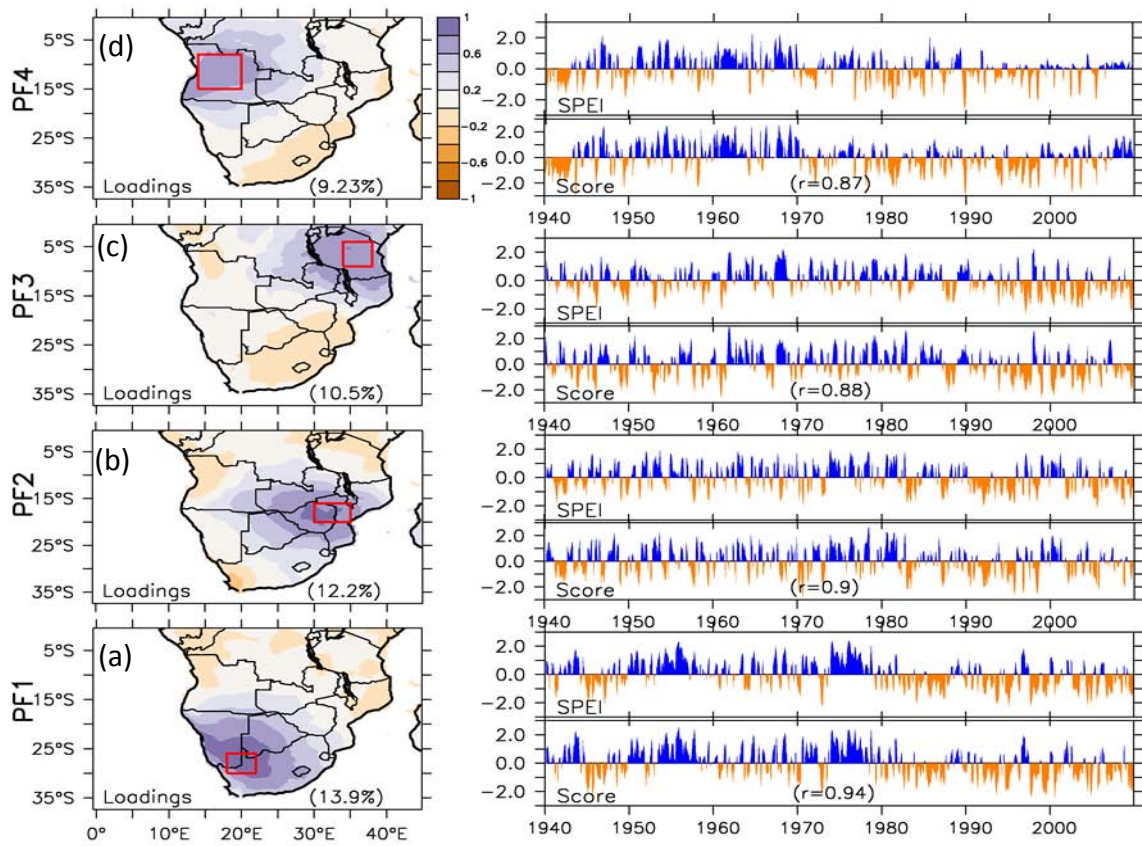 (d)
PF4
5°S
15°S
25°S
35°S
Loadings (9.23%)
1
0.6
0.2
-0.2
-0.6
-1
2.0
0.0
-2.0
SPEI
2.0
0.0
-2.0
Score (r=0.87)
1940 1950 1960 1970 1980 1990 2000
(c)
PF3
5°S
15°S
25°S
35°S
Loadings (10.5%)
2.0
0.0
-2.0
SPEI
2.0
0.0
-2.0
Score (r=0.88)
1940 1950 1960 1970 1980 1990 2000
(b)
PF2
5°S
15°S
25°S
35°S
Loadings (12.2%)
2.0
0.0
-2.0
SPEI
2.0
0.0
-2.0
Score (r=0.9)
1940 1950 1960 1970 1980 1990 2000
(a)
PF1
5°S
15°S
25°S
35°S
Loadings (13.9%)
0° 10°E 20°E 30°E 40°E
2.0
0.0
-2.0
SPEI
2.0
0.0
-2.0
Score (r=0.94)
1940 1950 1960 1970 1980 1990 2000